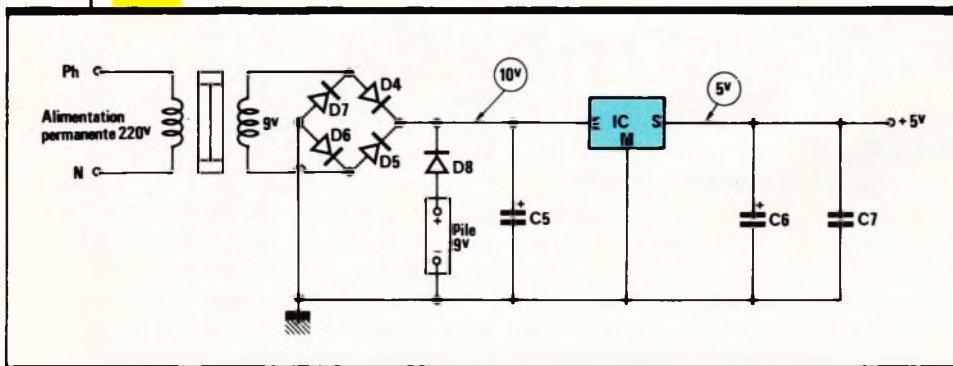 Ph
Alimentation
permanente 220v
N
9v
D7
D4
D6
D5
D8
+
Pile
9v
-
10v
+
C5
E IC S
M
5v
+
C6
C7
+5v